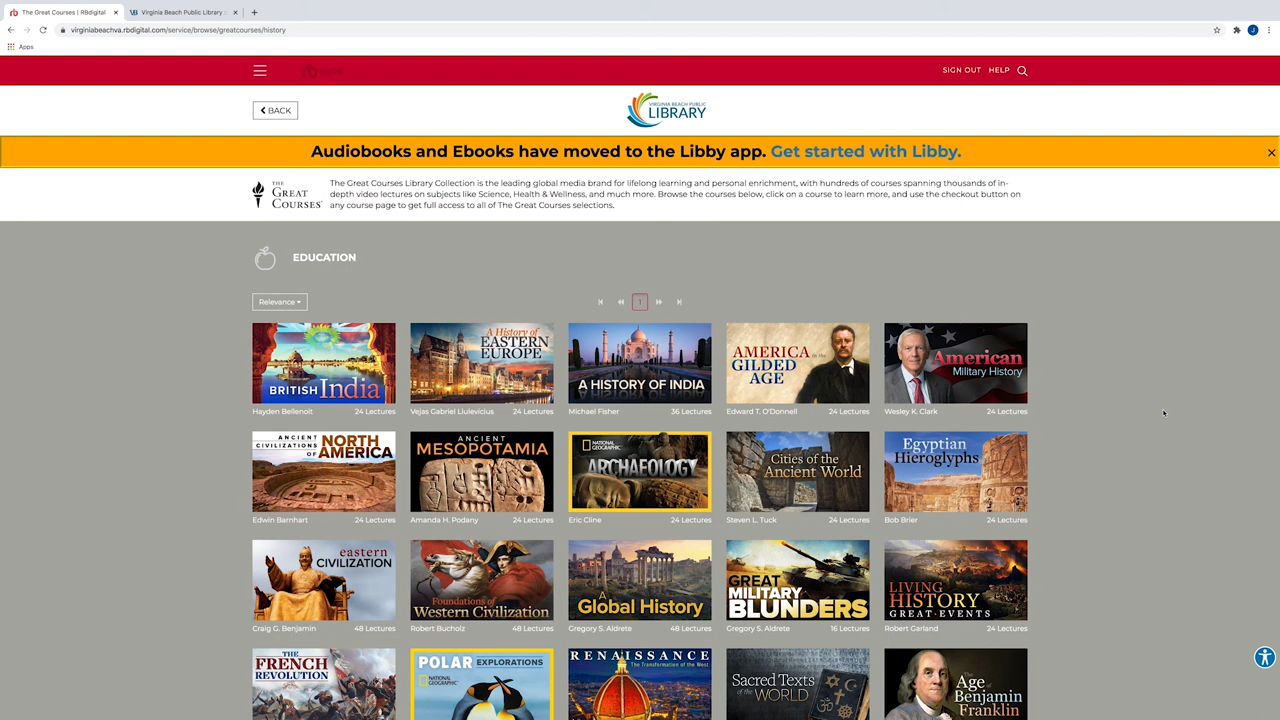 The Great Courses | RBdigital
Virginia Beach Public Library
virginiabeachva.rbdigital.com/service/browse/greatcourses/history
J
Apps
SIGN OUT
HELP
BACK
VIRGINIA BEACH PUBLIC
LIBRARY
Audiobooks and Ebooks have moved to the Libby app. Get started with Libby.
THE
GREAT
COURSES
The Great Courses Library Collection is the leading global media brand for lifelong learning and personal enrichment, with hundreds of courses spanning thousands of in-
depth video lectures on subjects like Science, Health & Wellness, and much more. Browse the courses below, click on a course to learn more, and use the checkout button on
any course page to get full access to all of The Great Courses selections.
EDUCATION
Relevance
1
BRITISH India
A History of
EASTERN
EUROPE
A HISTORY OF INDIA
AMERICA in the
GILDED
AGE
American
Military History
Hayden Bellenoit 24 Lectures
Vejas Gabriel Liulevicius 24 Lectures
Michael Fisher 36 Lectures
Edward T. O'Donnell 24 Lectures
Wesley K. Clark 24 Lectures
ANCIENT
CIVILIZATIONS
OF NORTH
AMERICA
ANCIENT
MESOPOTAMIA
NATIONAL
GEOGRAPHIC
ARCHAEOLOGY
Cities of the
Ancient World
Egyptian
Hieroglyphs
Edwin Barnhart 24 Lectures
Amanda H. Podany 24 Lectures
Eric Cline 24 Lectures
Steven L. Tuck 24 Lectures
Bob Brier 24 Lectures
eastern
CIVILIZATION
Foundations of
Western Civilization
A
Global History
GREAT
MILITARY
BLUNDERS
LIVING
HISTORY
GREAT EVENTS
Craig G. Benjamin 48 Lectures
Robert Bucholz 48 Lectures
Gregory S. Aldrete 48 Lectures
Gregory S. Aldrete 16 Lectures
Robert Garland 24 Lectures
THE
FRENCH
REVOLUTION
POLAR EXPLORATIONS
NATIONAL
GEOGRAPHIC
RENAISSANCE
The Transformation of the West
Sacred Texts
of the WORLD
The
Age of
Benjamin
Franklin